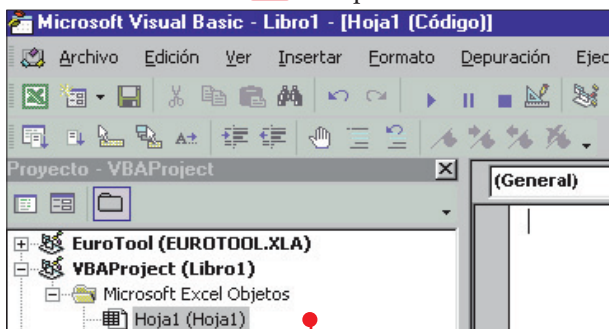 Microsoft Visual Basic - Libro1 - [Hoja1 (Código)]
Archivo Edición Ver Insertar Formato Depuración Ejec
Proyecto - VBAProject
(General)
EuroTool (EUROTOOL.XLA)
VBAProject (Libro1)
Microsoft Excel Objetos
Hoja1 (Hoja1)